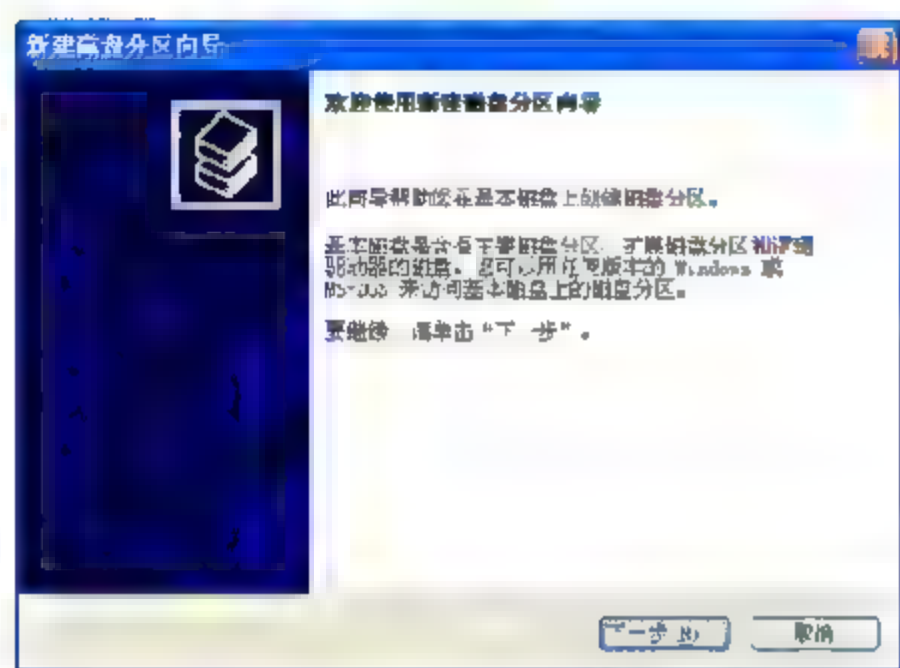 新建磁盘分区向导
欢迎使用新建磁盘分区向导
此向导帮助您在基本磁盘上创建磁盘分区。
基本磁盘是含有主要磁盘分区、扩展磁盘分区和逻辑
驱动器的磁盘。您可以用任何版本的 Windows 或
MS-DOS 来访问基本磁盘上的磁盘分区。
要继续，请单击“下一步”。
下一步(N)
取消